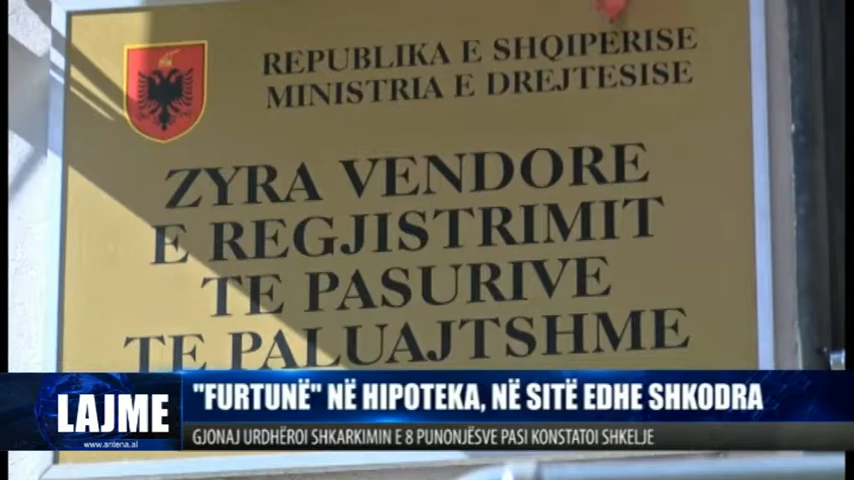 REPUBLIKA E SHQIPERISE
MINISTRIA E DREJTESISE
ZYRA VENDORE
E REGJISTRIMIT
TE PASURIVE
TE PALUAJTSHME
LAJME
www.antena.al
"FURTUNË" NË HIPOTEKA, NË SITË EDHE SHKODRA
GJONAJ URDHËROI SHKARKIMIN E 8 PUNONJËSVE PASI KONSTATOI SHKELJE